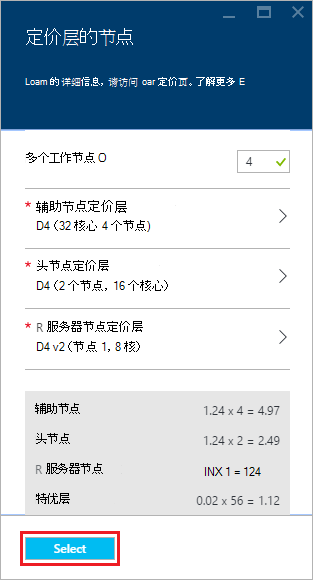 定价层的节点
Loam 的详细信息，请访问 oar 定价页。了解更多 E
多个工作节点 O
4
* 辅助节点定价层
D4（32 核心 4 个节点）
* 头节点定价层
D4（2 个节点，16 个核心）
* R 服务器节点定价层
D4 v2（节点 1，8 核）
辅助节点 1.24 x 4 = 4.97
头节点 1.24 x 2 = 2.49
R 服务器节点 INX 1 = 124
特优层 0.02 x 56 = 1.12
Select